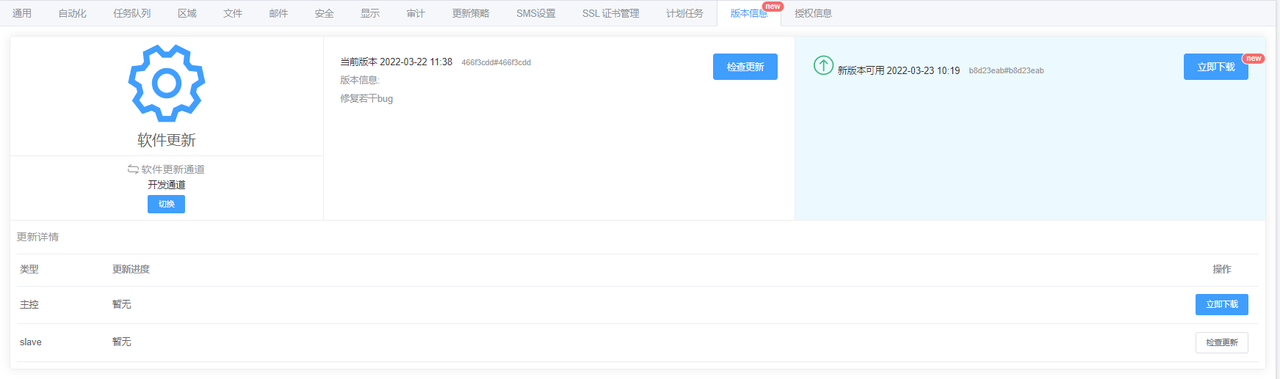 通用 自动化 任务队列 区域 文件 邮件 安全 显示 审计 更新策略 SMS设置 SSL 证书管理 计划任务 版本信息 new 授权信息
软件更新
软件更新通道
开发通道
切换
当前版本 2022-03-22 11:38 466f3cdd#466f3cdd
版本信息:
修复若干bug
检查更新
新版本可用 2022-03-23 10:19 b8d23eab#b8d23eab
立即下载 new
更新详情
类型 更新进度 操作
主控 暂无 立即下载
slave 暂无 检查更新